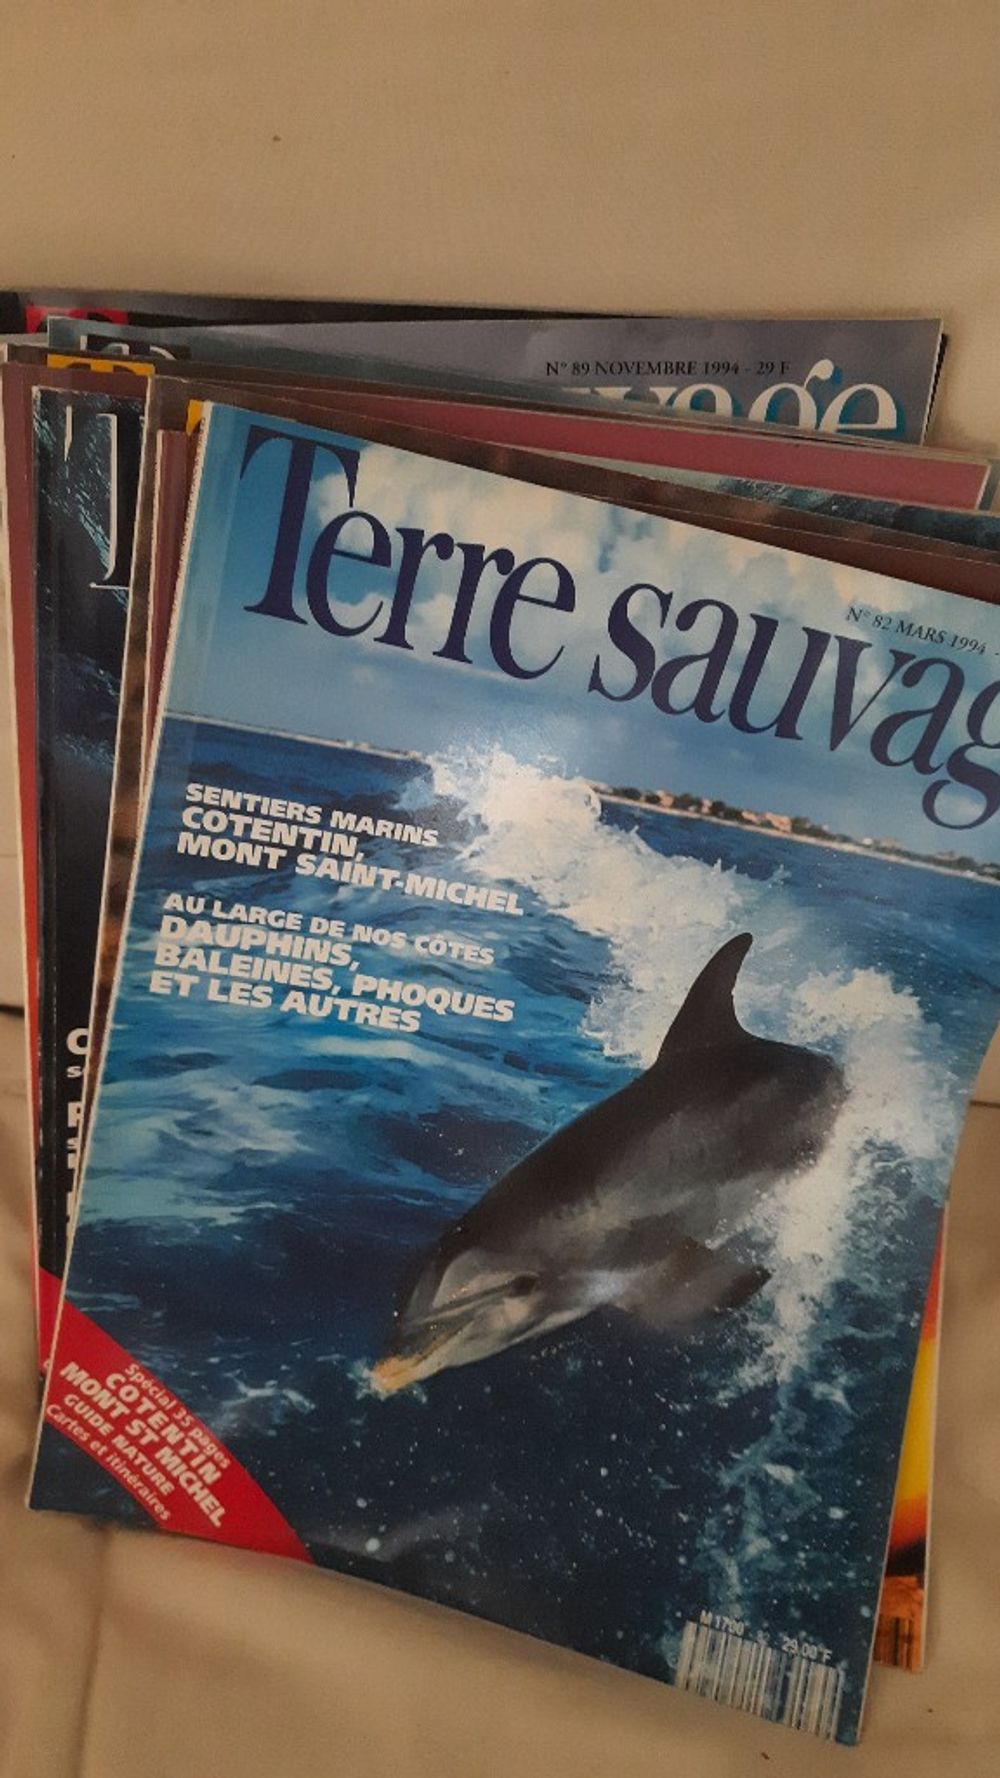 N° 89 NOVEMBRE 1994 - 29 F
Terre sauvag
N° 82 MARS 1994 -
SENTIERS MARINS
COTENTIN,
MONT SAINT-MICHEL
AU LARGE DE NOS CÔTES
DAUPHINS,
BALEINES, PHOQUES
ET LES AUTRES
Spécial 35 pages
COTENTIN
MONT ST MICHEL
GUIDE NATURE
Cartes et itinéraires
M 1700 82 29,00 F